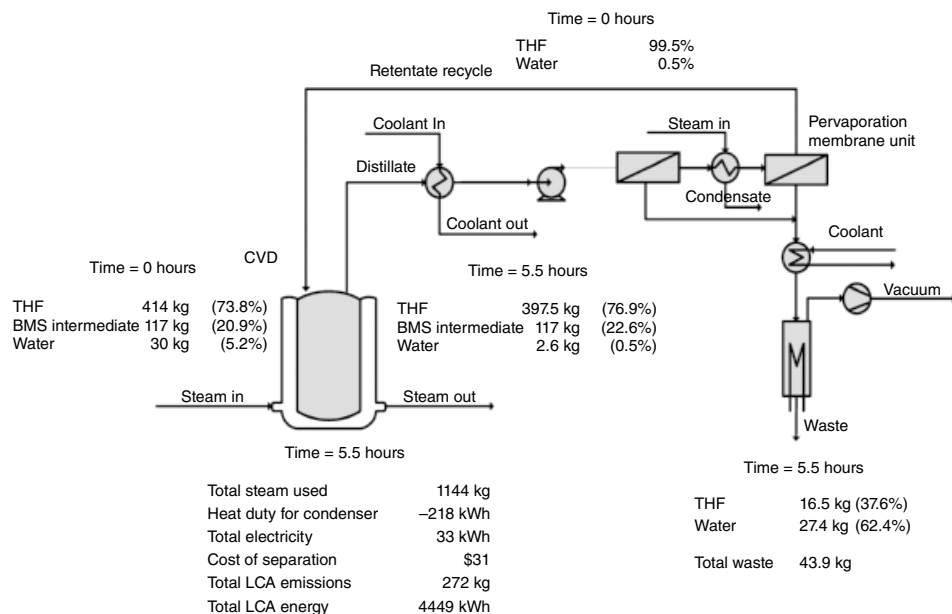 Time = 0 hours
THF 99.5%
Water 0.5%
Retentate recycle
Coolant In
Steam in
Pervaporation
membrane unit
Distillate
Condensate
Coolant out
Coolant
CVD
Time = 0 hours
THF 414 kg (73.8%)
BMS intermediate 117 kg (20.9%)
Water 30 kg (5.2%)
Time = 5.5 hours
THF 397.5 kg (76.9%)
BMS intermediate 117 kg (22.6%)
Water 2.6 kg (0.5%)
Vacuum
Steam in
Steam out
Waste
Time = 5.5 hours
Total steam used 1144 kg
Heat duty for condenser –218 kWh
Total electricity 33 kWh
Cost of separation $31
Total LCA emissions 272 kg
Total LCA energy 4449 kWh
Time = 5.5 hours
THF 16.5 kg (37.6%)
Water 27.4 kg (62.4%)
Total waste 43.9 kg